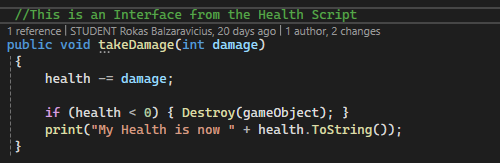 //This is an Interface from the Health Script
1 reference | STUDENT Rokas Balzaravicius, 20 days ago | 1 author, 2 changes
public void takeDamage(int damage)
{
health -= damage;
if (health < 0) { Destroy(gameObject); }
print("My Health is now " + health.ToString());
}